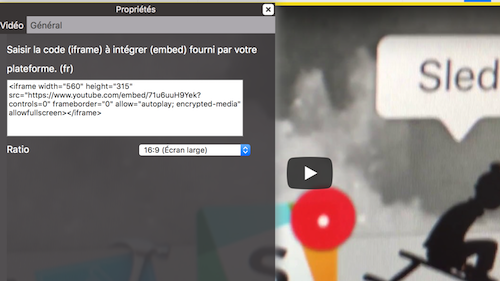 Propriétés
Vidéo Général
Saisir la code (iframe) à intégrer (embed) fourni par votre
plateforme. (fr)
<iframe width="560" height="315"
src="https://www.youtube.com/embed/71u6uuH9Yek?
controls=0" frameborder="0" allow="autoplay; encrypted-media"
allowfullscreen></iframe>
Ratio 16:9 (Écran large)
Sled